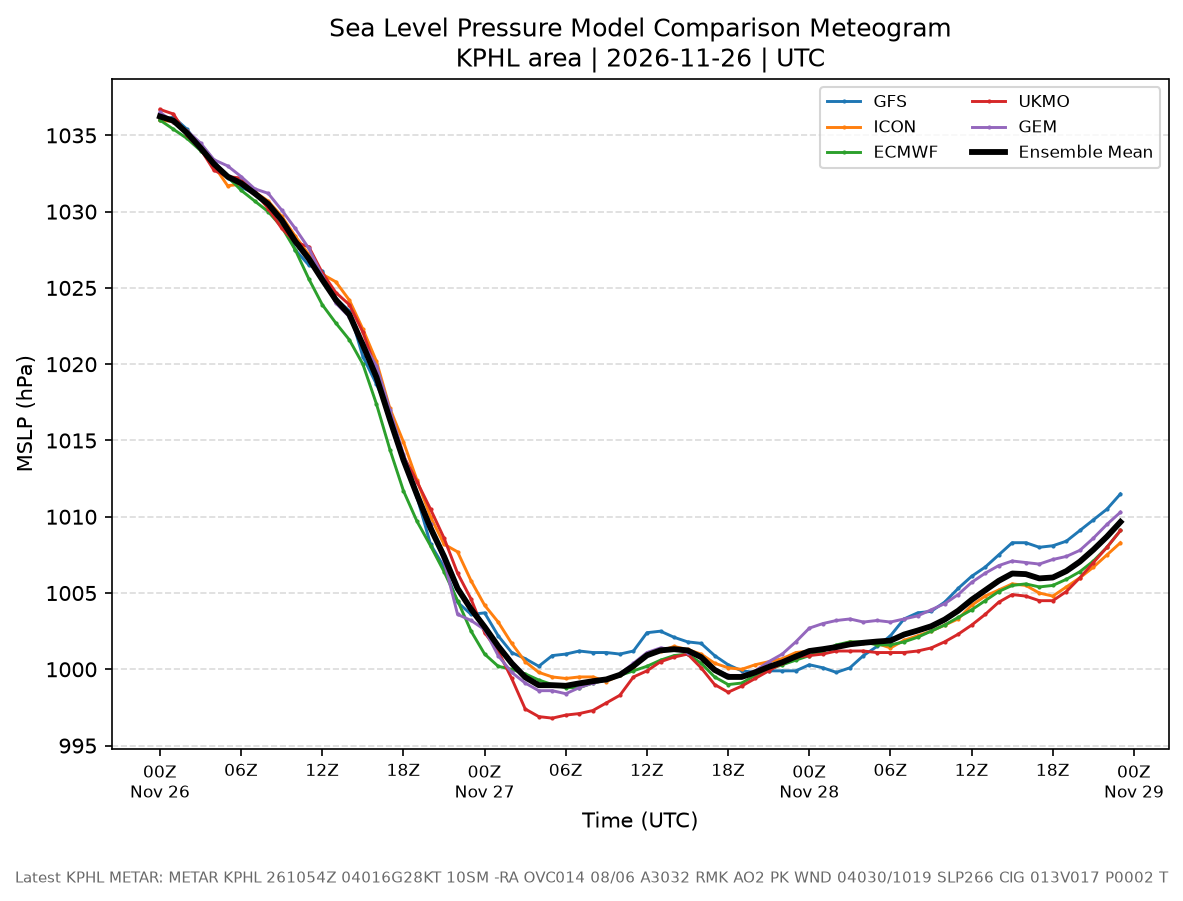 Sea Level Pressure Model Comparison Meteogram
KPHL area | 2026-11-26 | UTC
GFS
ICON
ECMWF
UKMO
GEM
Ensemble Mean
MSLP (hPa)
1035
1030
1025
1020
1015
1010
1005
1000
995
00Z 06Z 12Z 18Z 00Z 06Z 12Z 18Z 00Z 06Z 12Z 18Z 00Z
Nov 26 Nov 27 Nov 28 Nov 29
Time (UTC)
Latest KPHL METAR: METAR KPHL 261054Z 04016G28KT 10SM -RA OVC014 08/06 A3032 RMK AO2 PK WND 04030/1019 SLP266 CIG 013V017 P0002 T